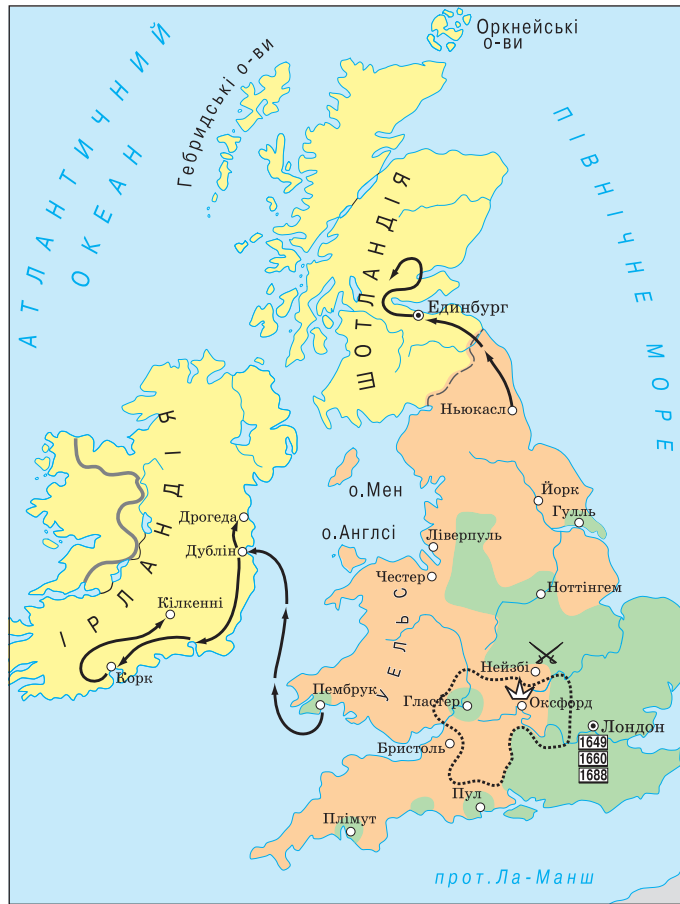 Оркнейські
о-ви
АТЛАНТИЧНИЙ
ОКЕАН
Гебридські о-ви
ПІВНІЧНЕ МОРЕ
ШОТЛАНДІЯ
Единбург
Ньюкасл
о.Мен
Йорк
Гулль
ІРЛАНДІЯ
Дрогеда
Дублін
о.Англсі
Ліверпуль
Честер
Ноттінгем
Кілкенні
Корк
УЕЛЬС
Нейзбі
Пембрук
Гластер
Оксфорд
Лондон
1649
1660
1688
Бристоль
Пул
Плімут
прот.Ла-Манш